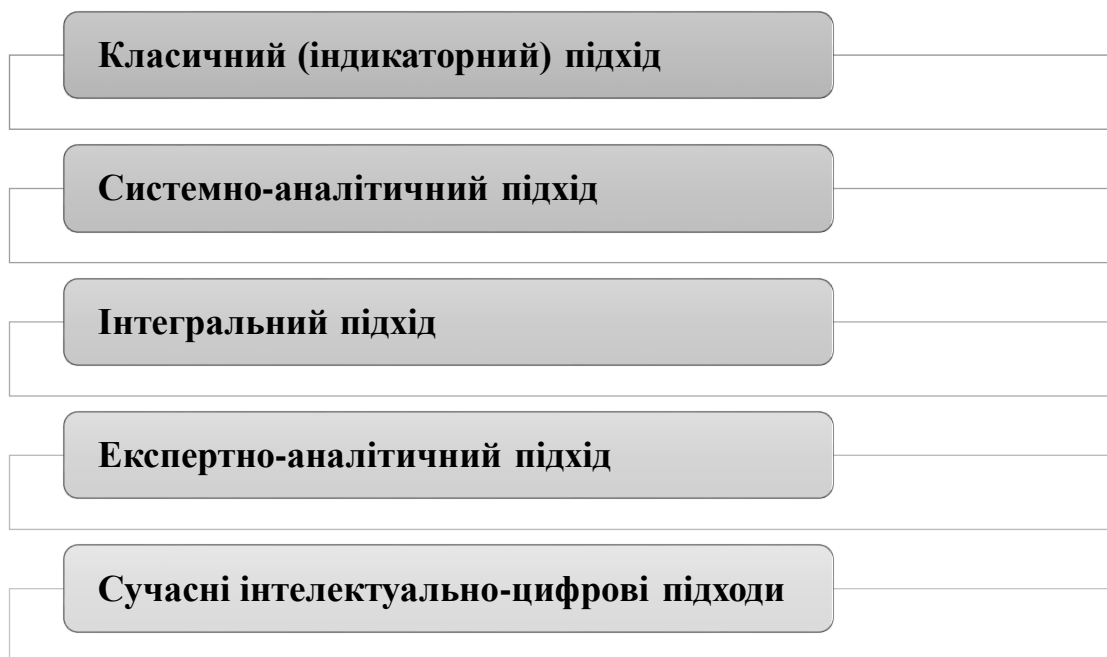 Класичний (індикаторний) підхід
Системно-аналітичний підхід
Інтегральний підхід
Експертно-аналітичний підхід
Сучасні інтелектуально-цифрові підходи